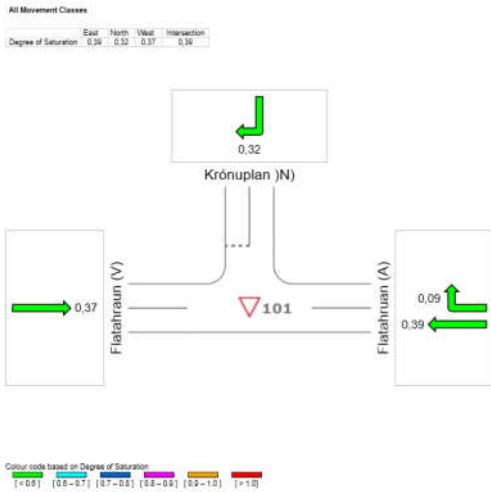 All Movement Classes
East North West Intersection
Degree of Saturation 0,39 0,32 0,37 0,39
0,32
Krónuplan )N)
Flatahraun (V)
0,37
101
Flatahruan (A)
0,09
0,39
Colour code based on Degree of Saturation
[ < 0.6 ] [ 0.6 – 0.7 ] [ 0.7 – 0.8 ] [ 0.8 – 0.9 ] [ 0.9 – 1.0 ] [ > 1.0 ]